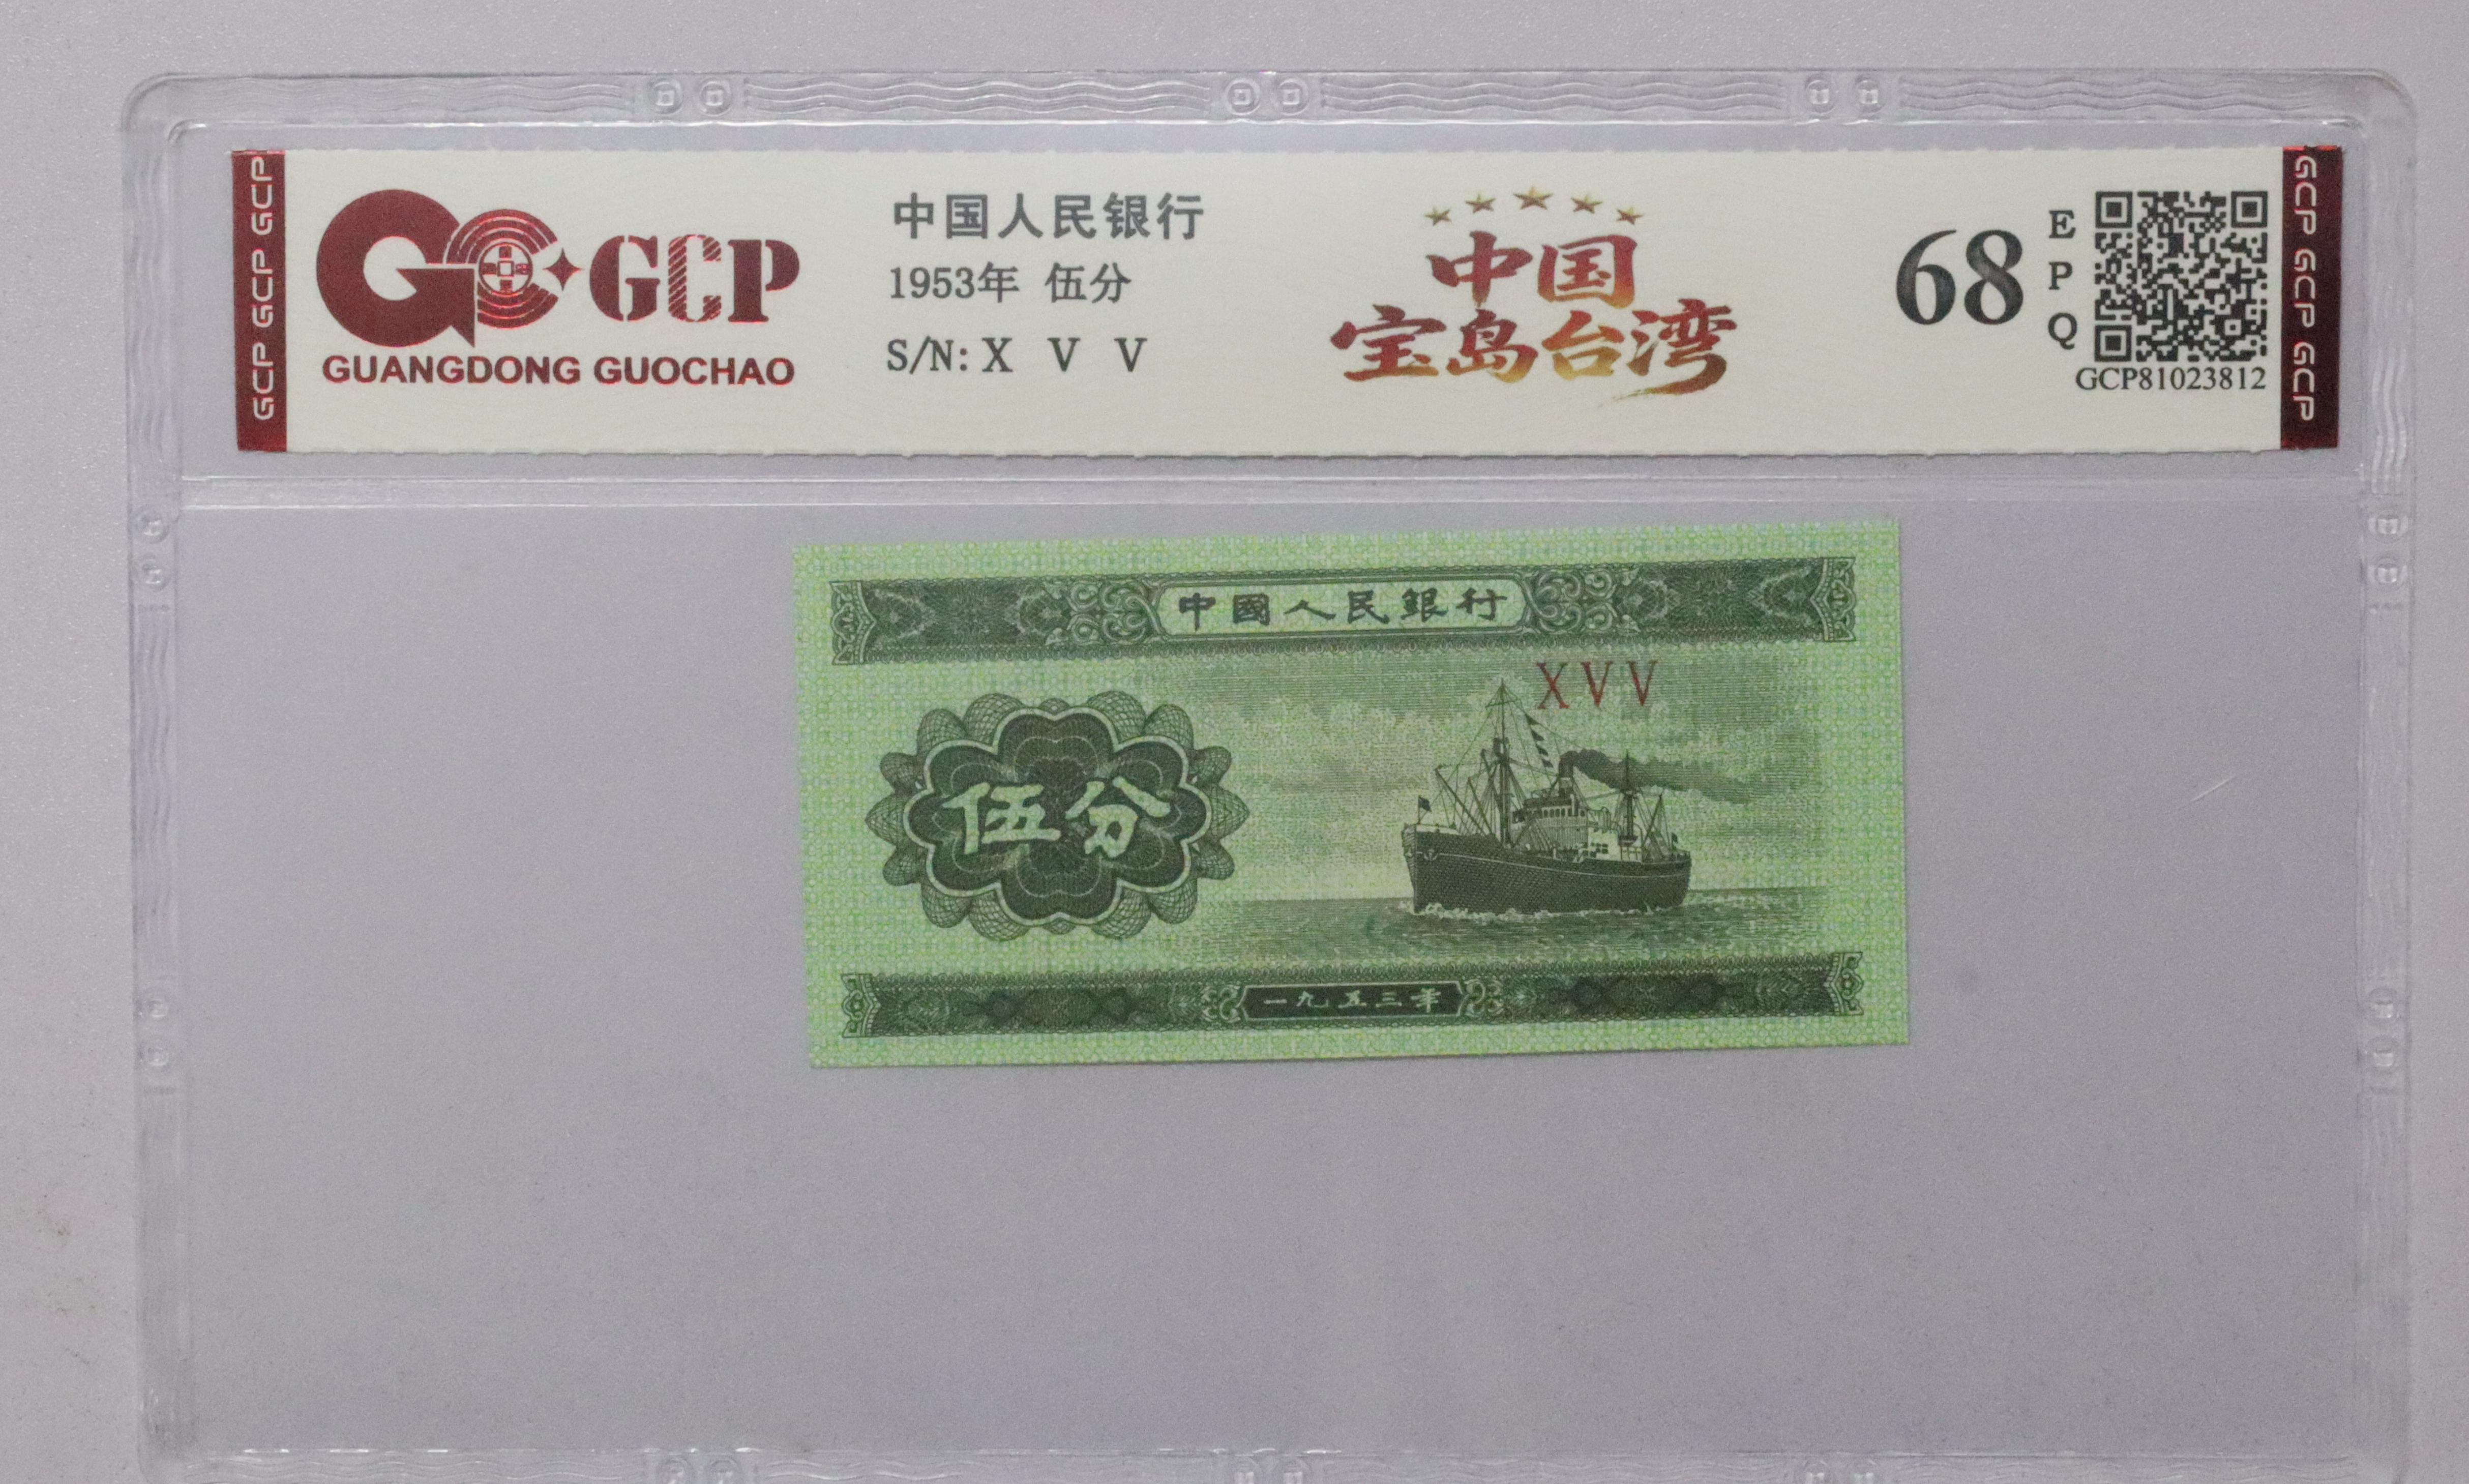 GCP GCP GCP
GCP
GUANGDONG GUOCHAO
中国人民银行
1953年 伍分
S/N: X V V
中国
宝岛台湾
68
EPQ
GCP81023812
GCP GCP GCP
中國人民銀行
XVV
伍分
一九五三年